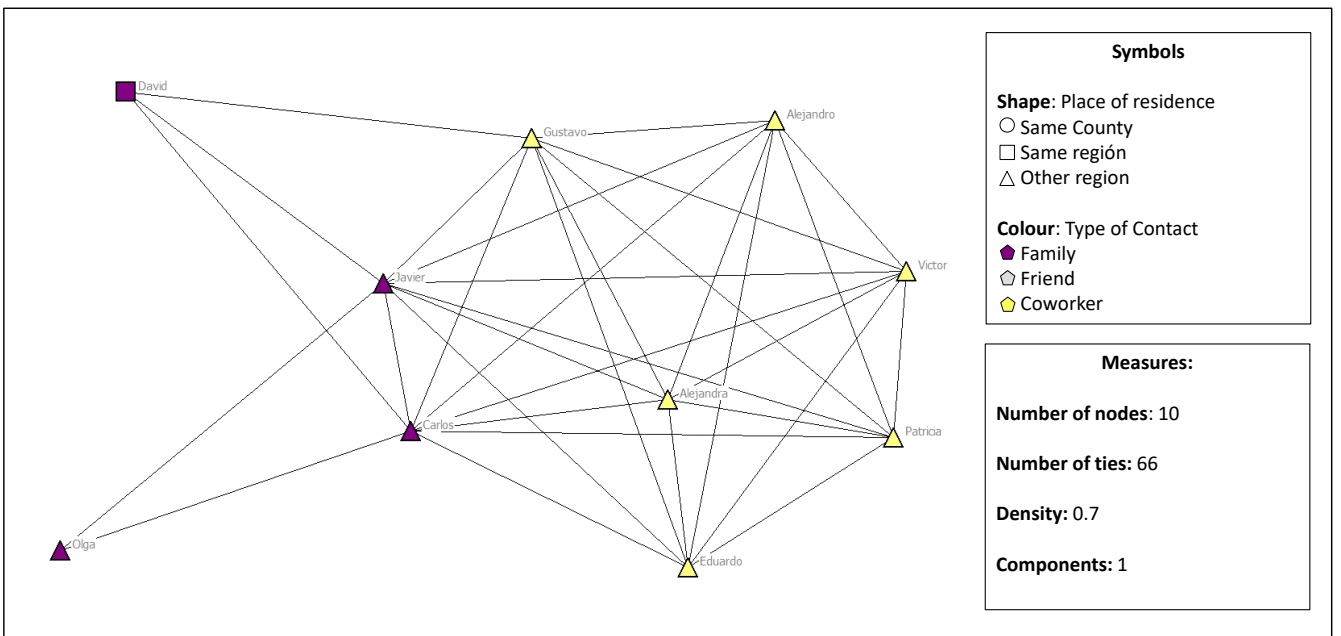 David
Gustavo
Alejandro
Javier
Victor
Alejandra
Carlos
Patricia
Olga
Eduardo
Symbols
Shape: Place of residence
Same County
Same región
Other region
Colour: Type of Contact
Family
Friend
Coworker
Measures:
Number of nodes: 10
Number of ties: 66
Density: 0.7
Components: 1